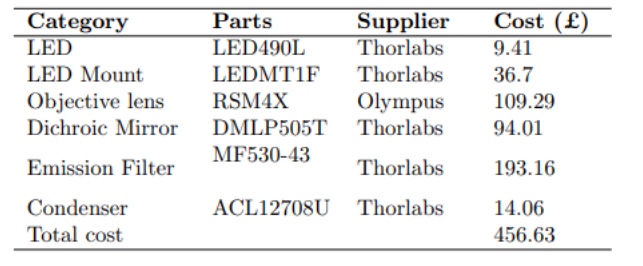 Category Parts Supplier Cost (£)
LED LED490L Thorlabs 9.41
LED Mount LEDMT1F Thorlabs 36.7
Objective lens RSM4X Olympus 109.29
Dichroic Mirror DMLP505T Thorlabs 94.01
Emission Filter MF530-43 Thorlabs 193.16
Condenser ACL12708U Thorlabs 14.06
Total cost 456.63